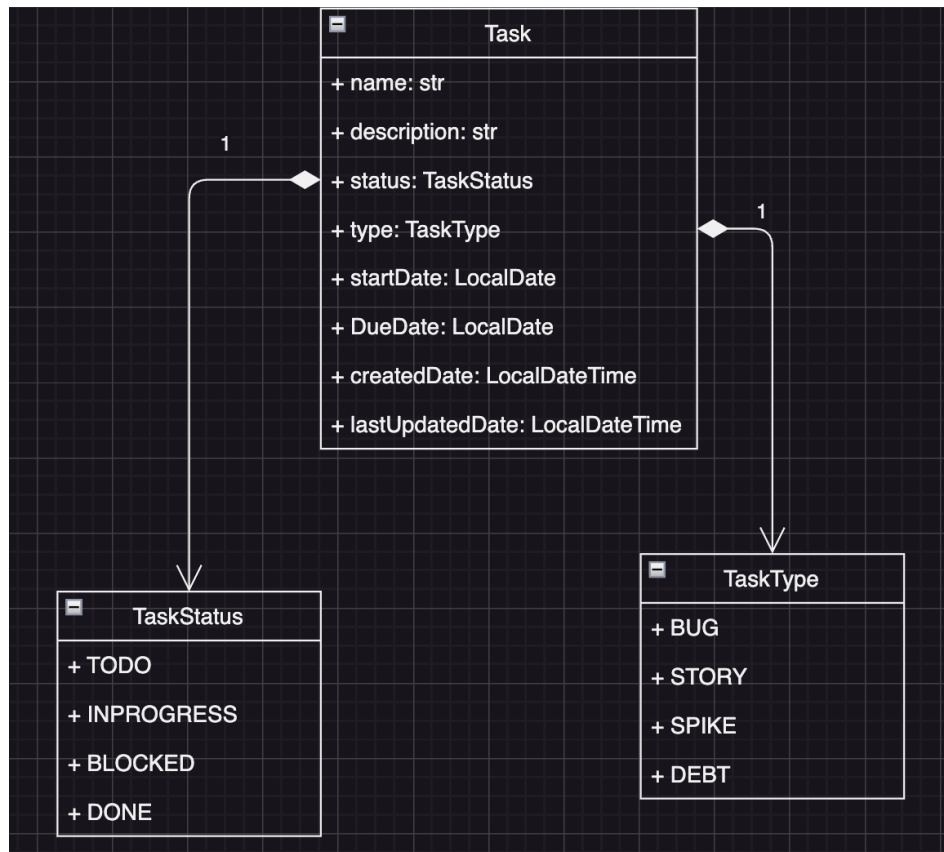 Task
+ name: str
+ description: str
1
+ status: TaskStatus
+ type: TaskType
1
+ startDate: LocalDate
+ DueDate: LocalDate
+ createdDate: LocalDateTime
+ lastUpdatedDate: LocalDateTime
TaskStatus
+ TODO
+ INPROGRESS
+ BLOCKED
+ DONE
TaskType
+ BUG
+ STORY
+ SPIKE
+ DEBT